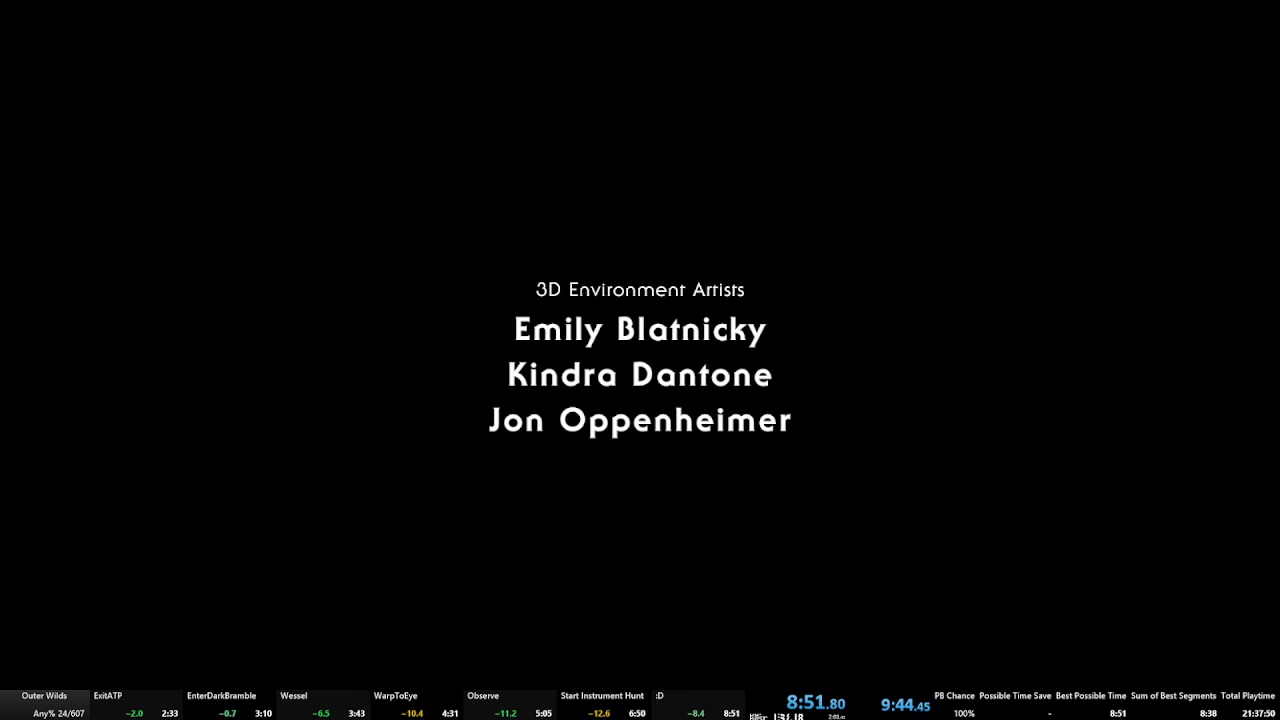 3D Environment Artists
Emily Blatnicky
Kindra Dantone
Jon Oppenheimer
Outer Wilds ExitATP EnterDarkBramble Wessel WarpToEye Observe Start Instrument Hunt :D 8:51.80 9:44.45 PB Chance Possible Time Save Best Possible Time Sum of Best Segments Total Playtime
Any% 24/607 −2.0 2:33 −0.7 3:10 −6.5 3:43 −10.4 4:31 −11.2 5:05 −12.6 6:50 −8.4 8:51 100% - 8:51 8:38 21:37:50